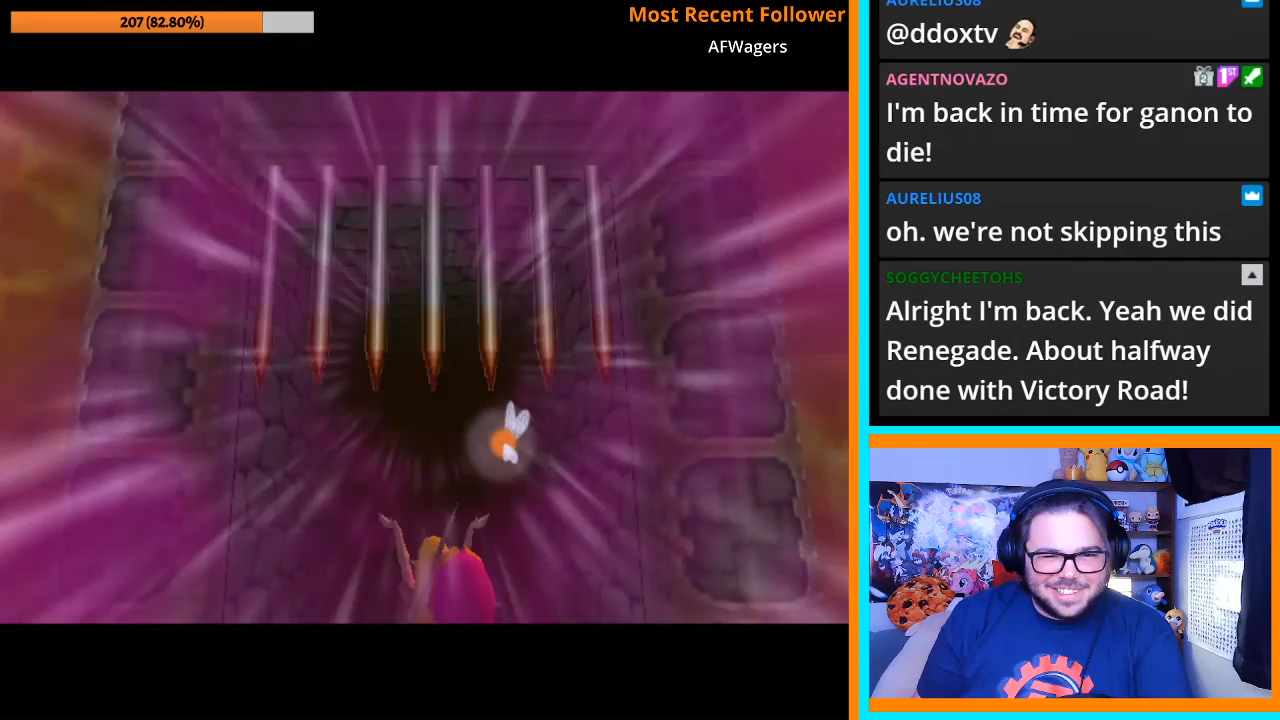 207 (82.80%)
Most Recent Follower
AFWagers
@ddoxtv
AGENTNOVAZO
I'm back in time for ganon to
die!
AURELIUS08
oh. we're not skipping this
SOGGYCHEETOHS
Alright I'm back. Yeah we did
Renegade. About halfway
done with Victory Road!